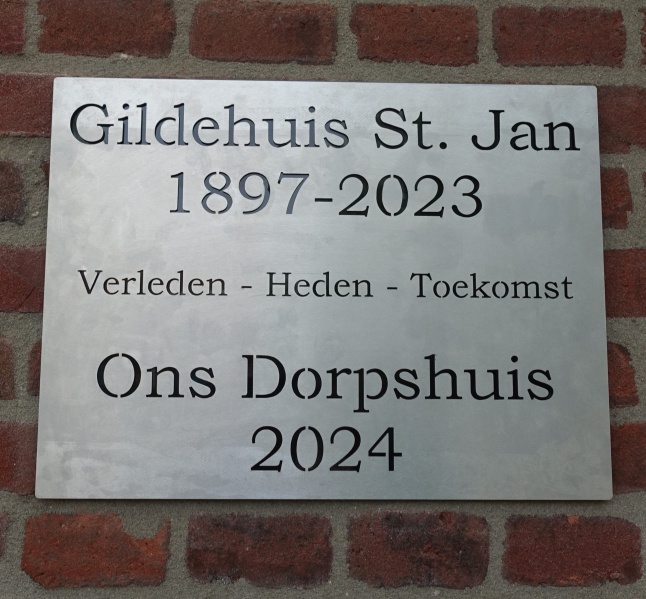 Gildehuis St. Jan
1897-2023
Verleden - Heden - Toekomst
Ons Dorpshuis
2024